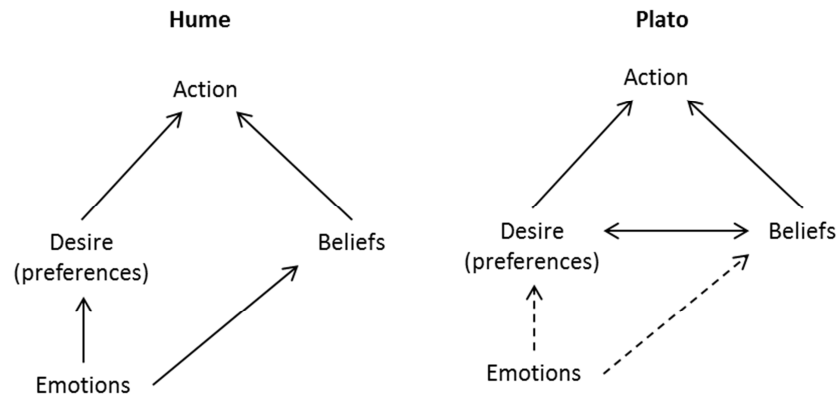 Hume
Action
Desire
(preferences)
Beliefs
Emotions
Plato
Action
Desire
(preferences)
Beliefs
Emotions